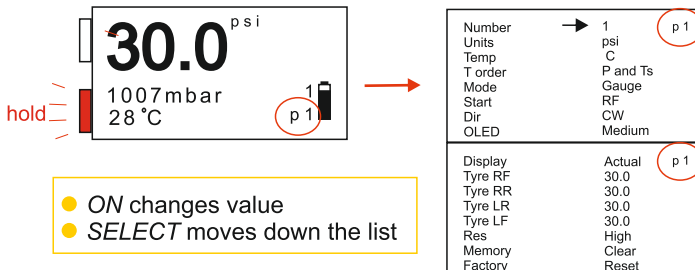 30.0 psi
1007mbar
28°C
1
p 1
hold
ON changes value
SELECT moves down the list
Number 1 p 1
Units psi
Temp C
T order P and Ts
Mode Gauge
Start RF
Dir CW
OLED Medium
Display Actual p 1
Tyre RF 30.0
Tyre RR 30.0
Tyre LR 30.0
Tyre LF 30.0
Res High
Memory Clear
Factory Reset